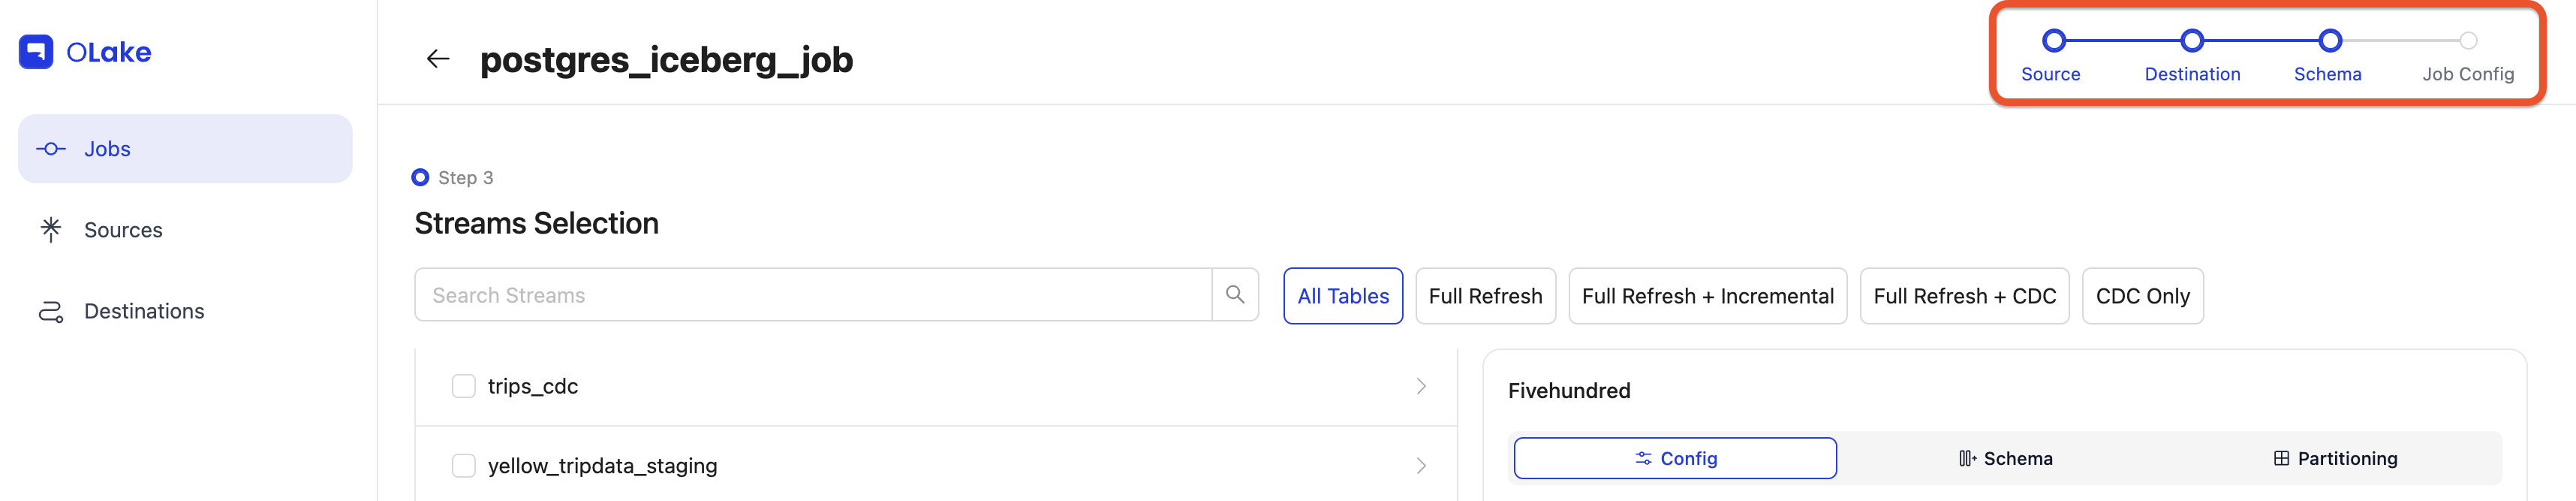 OLake
postgres_iceberg_job
Source
Destination
Schema
Job Config
Jobs
Sources
Destinations
Step 3
Streams Selection
Search Streams
All Tables
Full Refresh
Full Refresh + Incremental
Full Refresh + CDC
CDC Only
trips_cdc
yellow_tripdata_staging
Fivehundred
Config
Schema
Partitioning